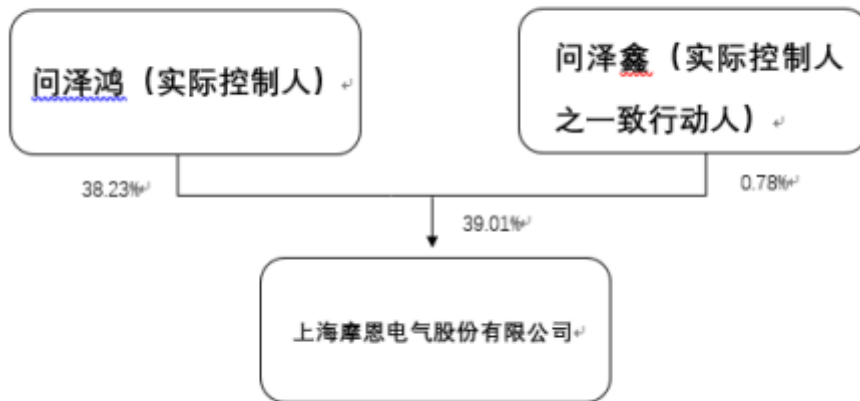 问泽鸿（实际控制人）
问泽鑫（实际控制人
之一致行动人）
38.23%
0.78%
39.01%
上海摩恩电气股份有限公司